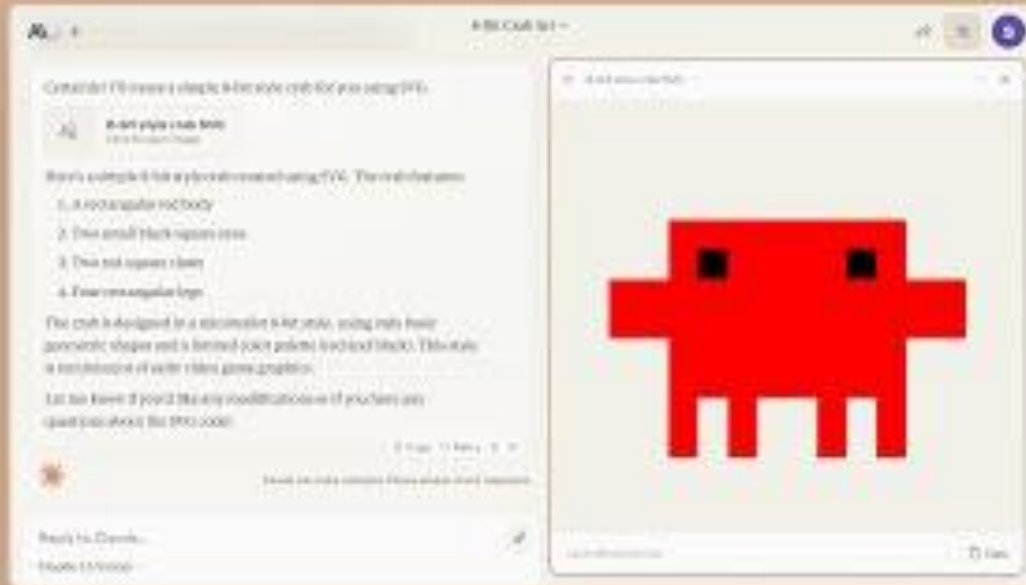 8-Bit Crab
Certainly! I'll create a simple 8-bit style crab for you using SVG.
8-bit style crab SVG
Here's a simple 8-bit style crab created using SVG. The crab features:
1. A rectangular red body
2. Two small black square eyes
3. Two red square claws
4. Four rectangular legs
The crab is designed in a minimalist 8-bit style, using only basic
geometric shapes and a limited color palette (red and black). This style
is reminiscent of early video game graphics.
Let me know if you'd like any modifications or if you have any
questions about the SVG code!
Copy Retry
Reply to Claude...